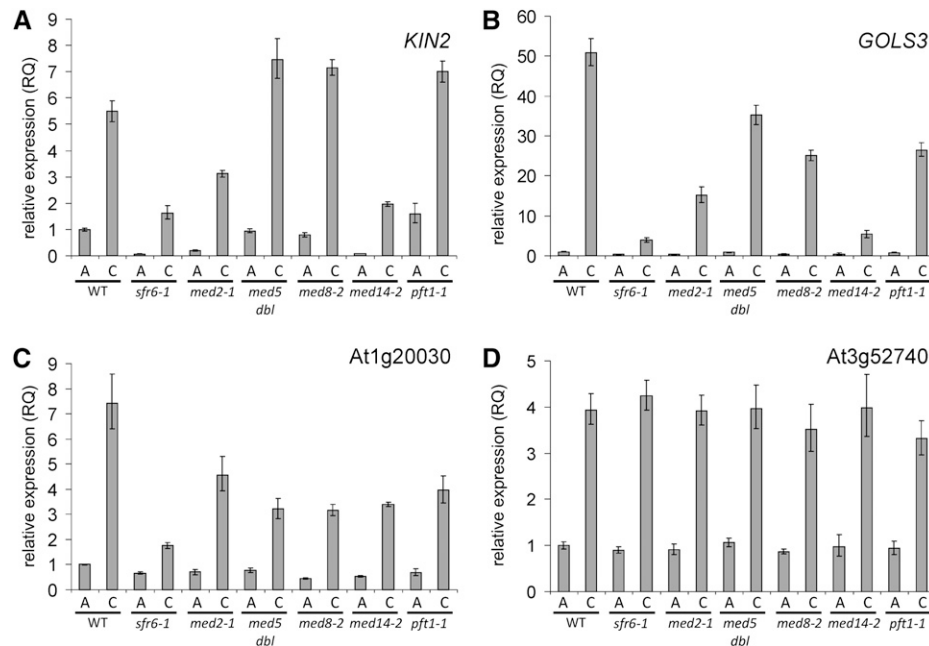 A
KIN2
relative expression (RQ)
9
8
7
6
5
4
3
2
1
0
A C A C A C A C A C A C A C
WT sfr6-1 med2-1 med5 med8-2 med14-2 pft1-1
dbl
B
GOLS3
relative expression (RQ)
60
50
40
30
20
10
0
A C A C A C A C A C A C A C
WT sfr6-1 med2-1 med5 med8-2 med14-2 pft1-1
dbl
C
At1g20030
relative expression (RQ)
9
8
7
6
5
4
3
2
1
0
A C A C A C A C A C A C A C
WT sfr6-1 med2-1 med5 med8-2 med14-2 pft1-1
dbl
D
At3g52740
relative expression (RQ)
5
4
3
2
1
0
A C A C A C A C A C A C A C
WT sfr6-1 med2-1 med5 med8-2 med14-2 pft1-1
dbl